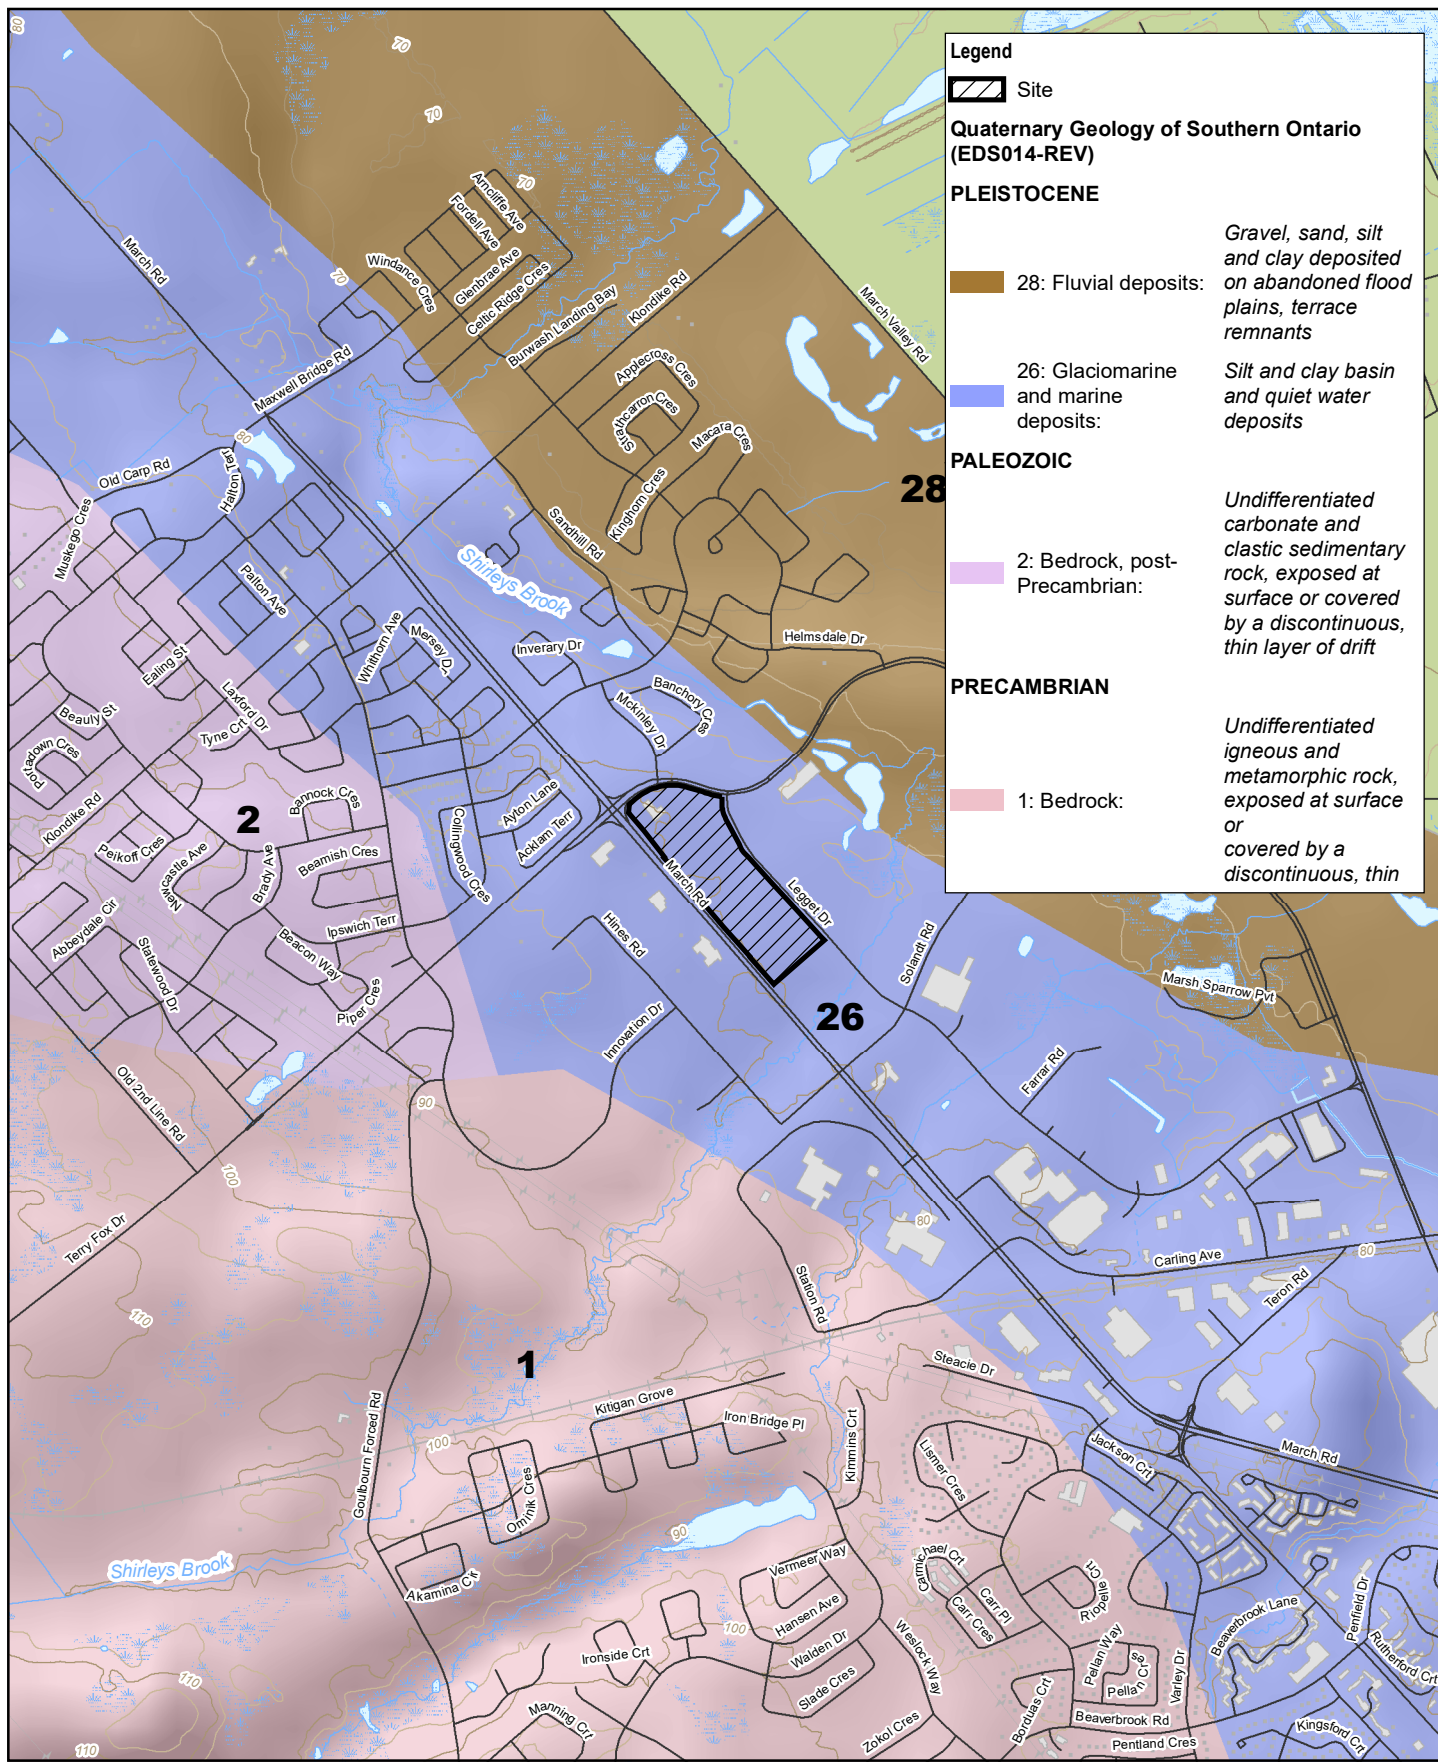 Legend
Site
Quaternary Geology of Southern Ontario
(EDS014-REV)
PLEISTOCENE
28: Fluvial deposits:
Gravel, sand, silt
and clay deposited
on abandoned flood
plains, terrace
remnants
26: Glaciomarine
and marine
deposits:
Silt and clay basin
and quiet water
deposits
PALEOZOIC
2: Bedrock, post-
Precambrian:
Undifferentiated
carbonate and
clastic sedimentary
rock, exposed at
surface or covered
by a discontinuous,
thin layer of drift
PRECAMBRIAN
1: Bedrock:
Undifferentiated
igneous and
metamorphic rock,
exposed at surface
or
covered by a
discontinuous, thin
80
70
70
70
70
Arncliffe Ave
Fordell Ave
Windance Cres
Glenbrae Ave
Celtic Ridge Cres
Burwash Landing Bay
Klondike Rd
March Valley Rd
March Rd
Maxwell Bridge Rd
80
Applecross Cres
Strathcarron Cres
Macara Cres
Kinghorn Cres
Sandhill Rd
28
Old Carp Rd
Halton Terr
Muskego Cres
Shirleys Brook
Palton Ave
Whithorn Ave
Mersey Dr
Inverary Dr
Helmsdale Dr
Banchory Cres
Mckinley Dr
Ealing St
Laxford Dr
Tyne Crt
Beauly St
Portadown Cres
Klondike Rd
2
Bannock Cres
Peikoff Cres
Newcastle Ave
Brady Ave
Beamish Cres
Collingwood Cres
Ayton Lane
Acklam Terr
March Rd
Legget Dr
Abbeydale Cir
Statewood Dr
Ipswich Terr
Beacon Way
Piper Cres
Hines Rd
Innovation Dr
Solandt Rd
26
Marsh Sparrow Pvt
Farrar Rd
Old 2nd Line Rd
90
100
Terry Fox Dr
110
80
Carling Ave
80
Teron Rd
Station Rd
Steacie Dr
1
Goulbourn Forced Rd
Kitigan Grove
Iron Bridge Pl
100
Kimmins Crt
Lismer Cres
Jackson Crt
March Rd
Ominik Cres
90
Shirleys Brook
Akamina Cir
Vermeer Way
Carmichael Crt
Hansen Ave
Carr Pl
Carr Cres
Riopelle Crt
Beaverbrook Lane
Penfield Dr
Rutherford Crt
100
Ironside Crt
Walden Dr
Slade Cres
Weslock Way
Pellan Way
Pellan Cres
Varley Dr
110
Manning Crt
Zokol Cres
Borduas Crt
Beaverbrook Rd
Pentland Cres
Kingsford Crt
110